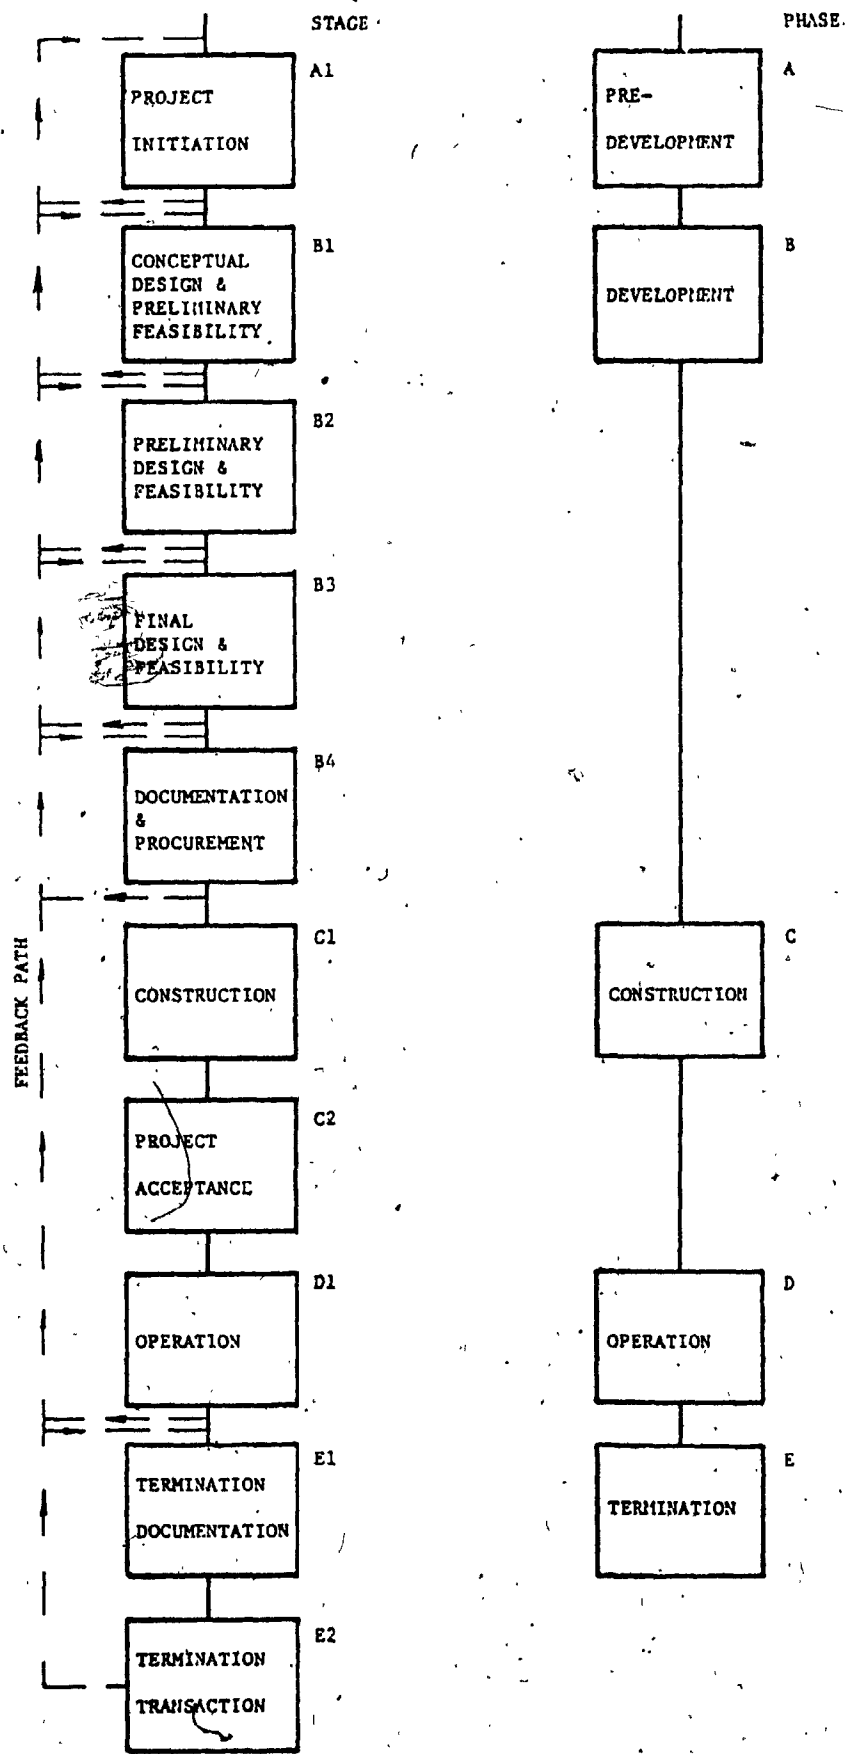 STAGE
PHASE
A1
PROJECT
INITIATION
B1
CONCEPTUAL
DESIGN &
PRELIMINARY
FEASIBILITY
B2
PRELIMINARY
DESIGN &
FEASIBILITY
B3
FINAL
DESIGN &
FEASIBILITY
B4
DOCUMENTATION
&
PROCUREMENT
C1
CONSTRUCTION
C2
PROJECT
ACCEPTANCE
D1
OPERATION
E1
TERMINATION
DOCUMENTATION
E2
TERMINATION
TRANSACTION
FEEDBACK PATH
A
PRE-
DEVELOPMENT
B
DEVELOPMENT
C
CONSTRUCTION
D
OPERATION
E
TERMINATION